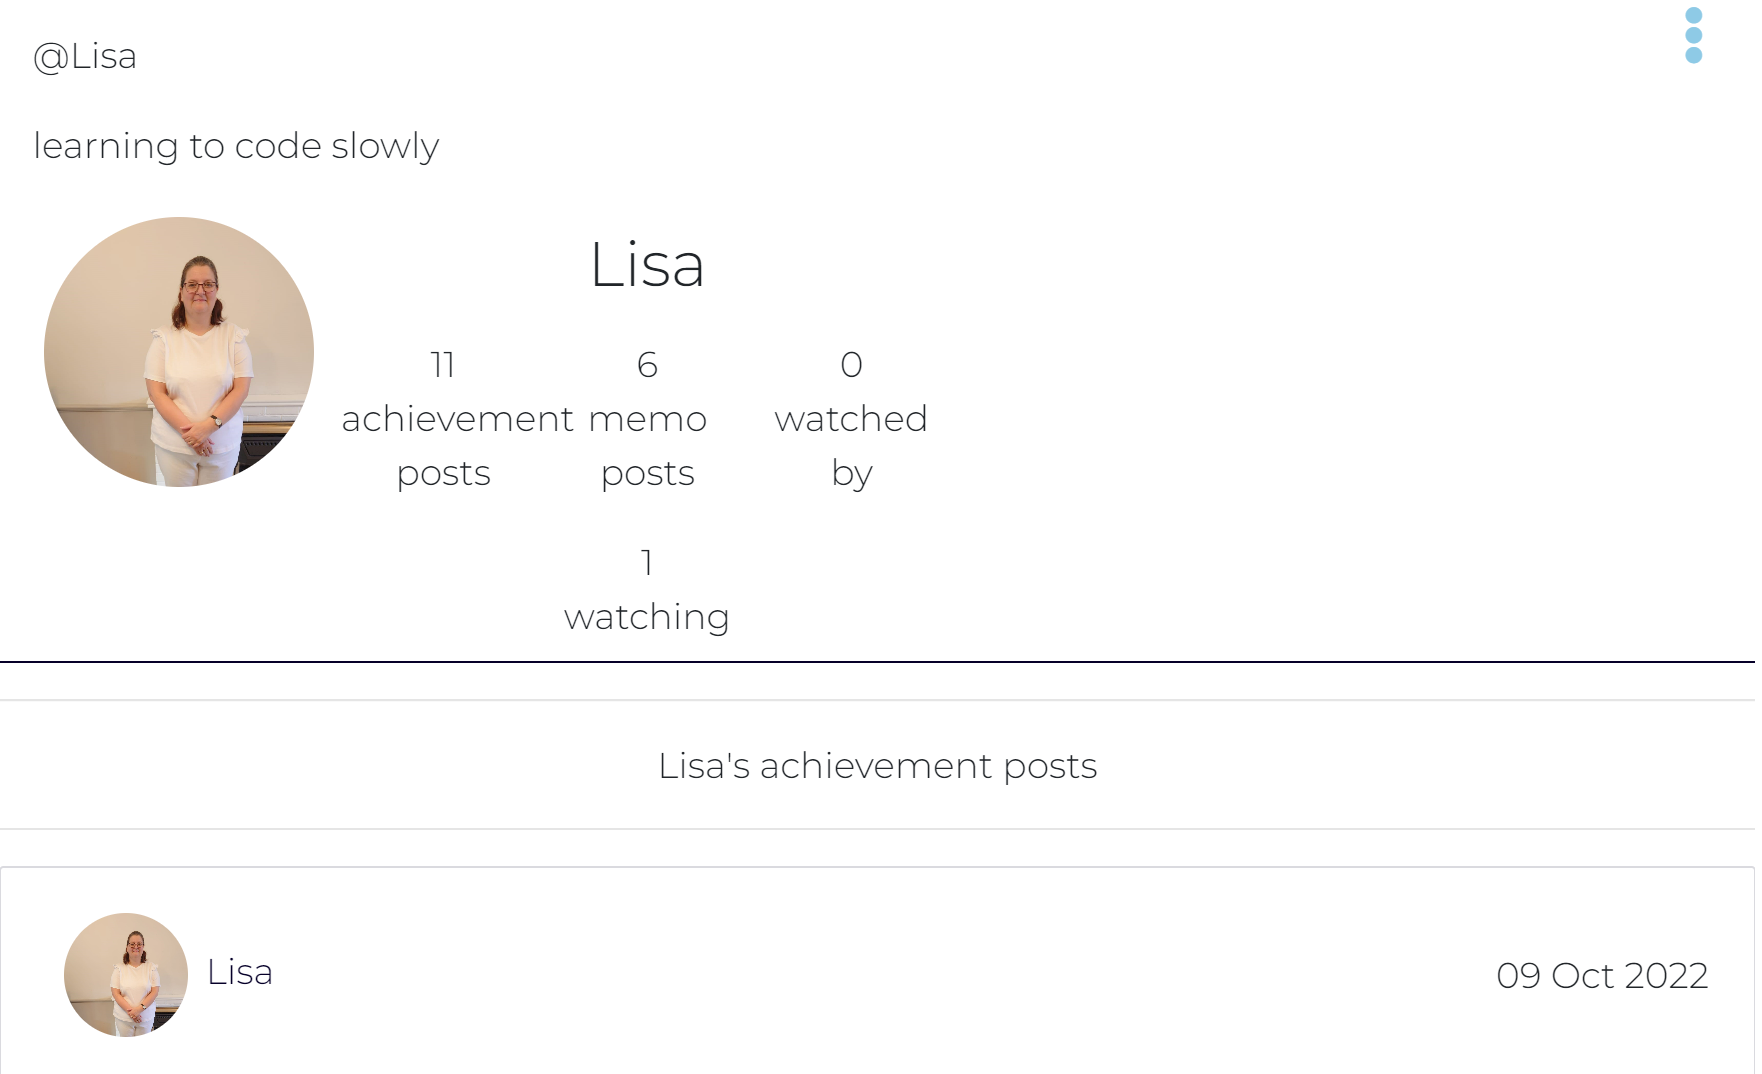 @Lisa
learning to code slowly
Lisa
11
achievement
posts
6
memo
posts
0
watched
by
1
watching
Lisa's achievement posts
Lisa
09 Oct 2022